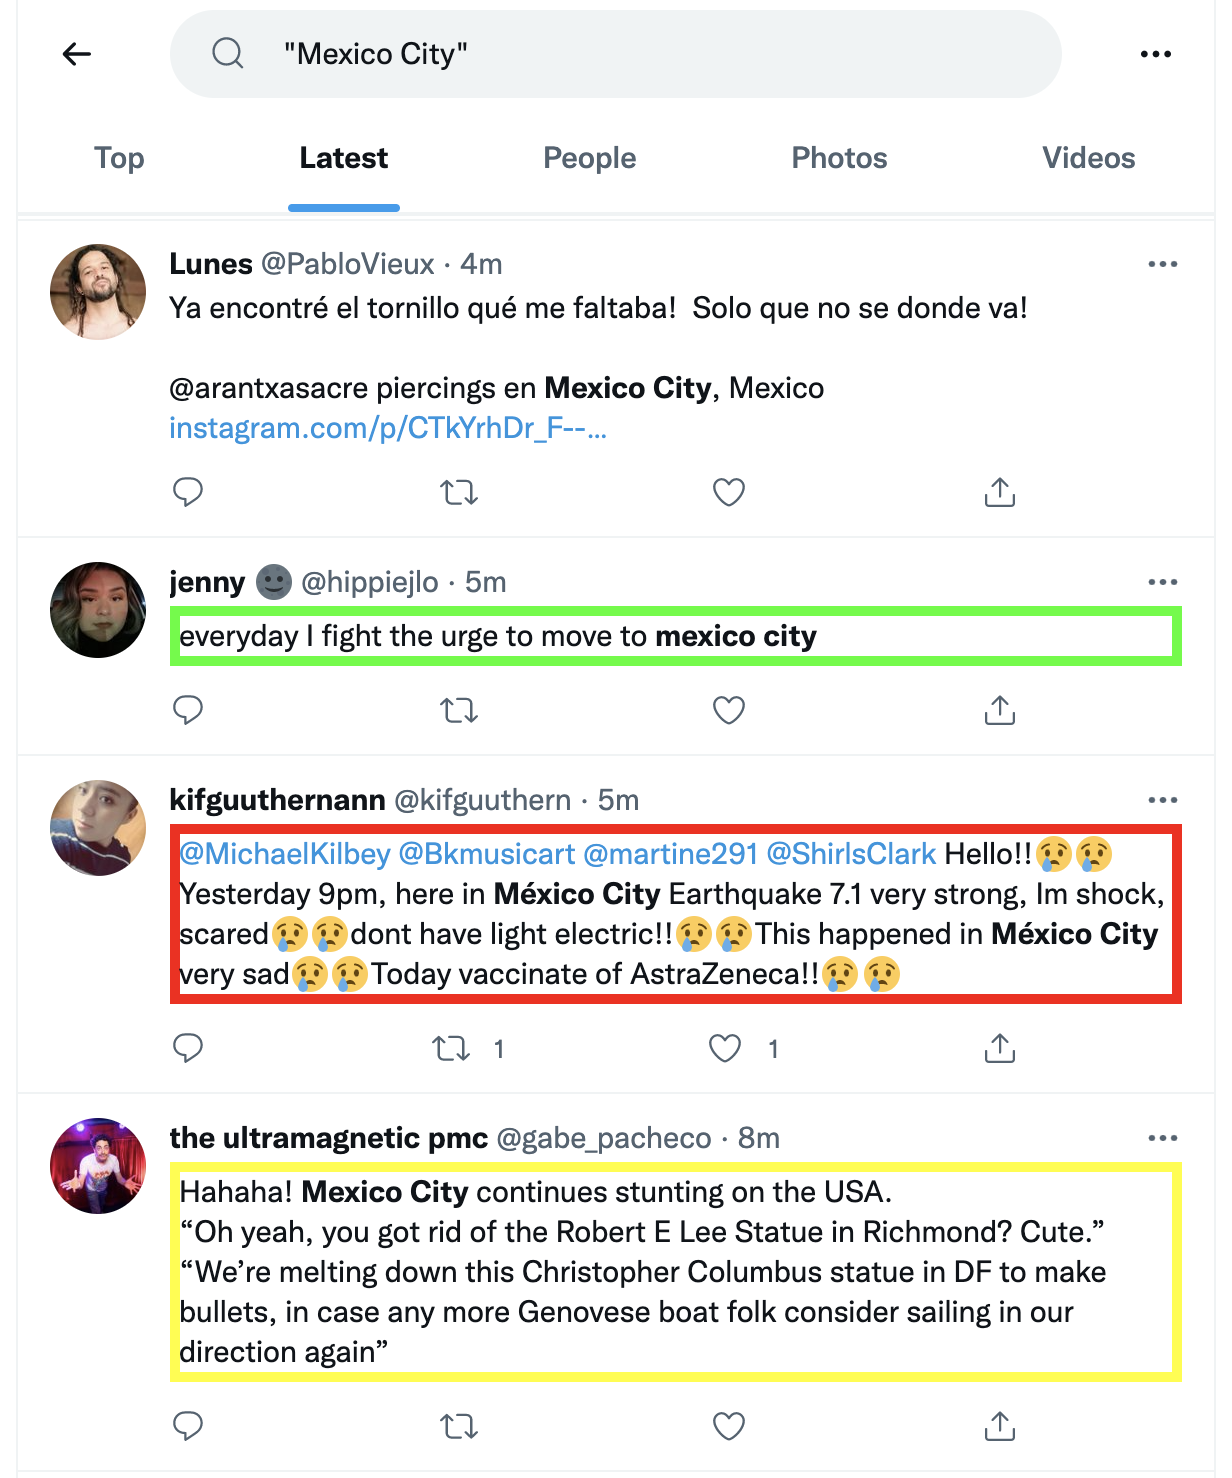 "Mexico City"
Top Latest People Photos Videos
Lunes @PabloVieux · 4m
Ya encontré el tornillo qué me faltaba!  Solo que no se donde va!
@arantxasacre piercings en Mexico City, Mexico
instagram.com/p/CTkYrhDr_F--...
jenny 🌚 @hippiejlo · 5m
everyday I fight the urge to move to mexico city
kifguuthernann @kifguuthern · 5m
@MichaelKilbey @Bkmusicart @martine291 @ShirlsClark Hello!!😢😢
Yesterday 9pm, here in México City Earthquake 7.1 very strong, Im shock,
scared😢😢dont have light electric!!😢😢This happened in México City
very sad😢😢Today vaccinate of AstraZeneca!!😢😢
1 1
the ultramagnetic pmc @gabe_pacheco · 8m
Hahaha! Mexico City continues stunting on the USA.
“Oh yeah, you got rid of the Robert E Lee Statue in Richmond? Cute.”
“We’re melting down this Christopher Columbus statue in DF to make
bullets, in case any more Genovese boat folk consider sailing in our
direction again”